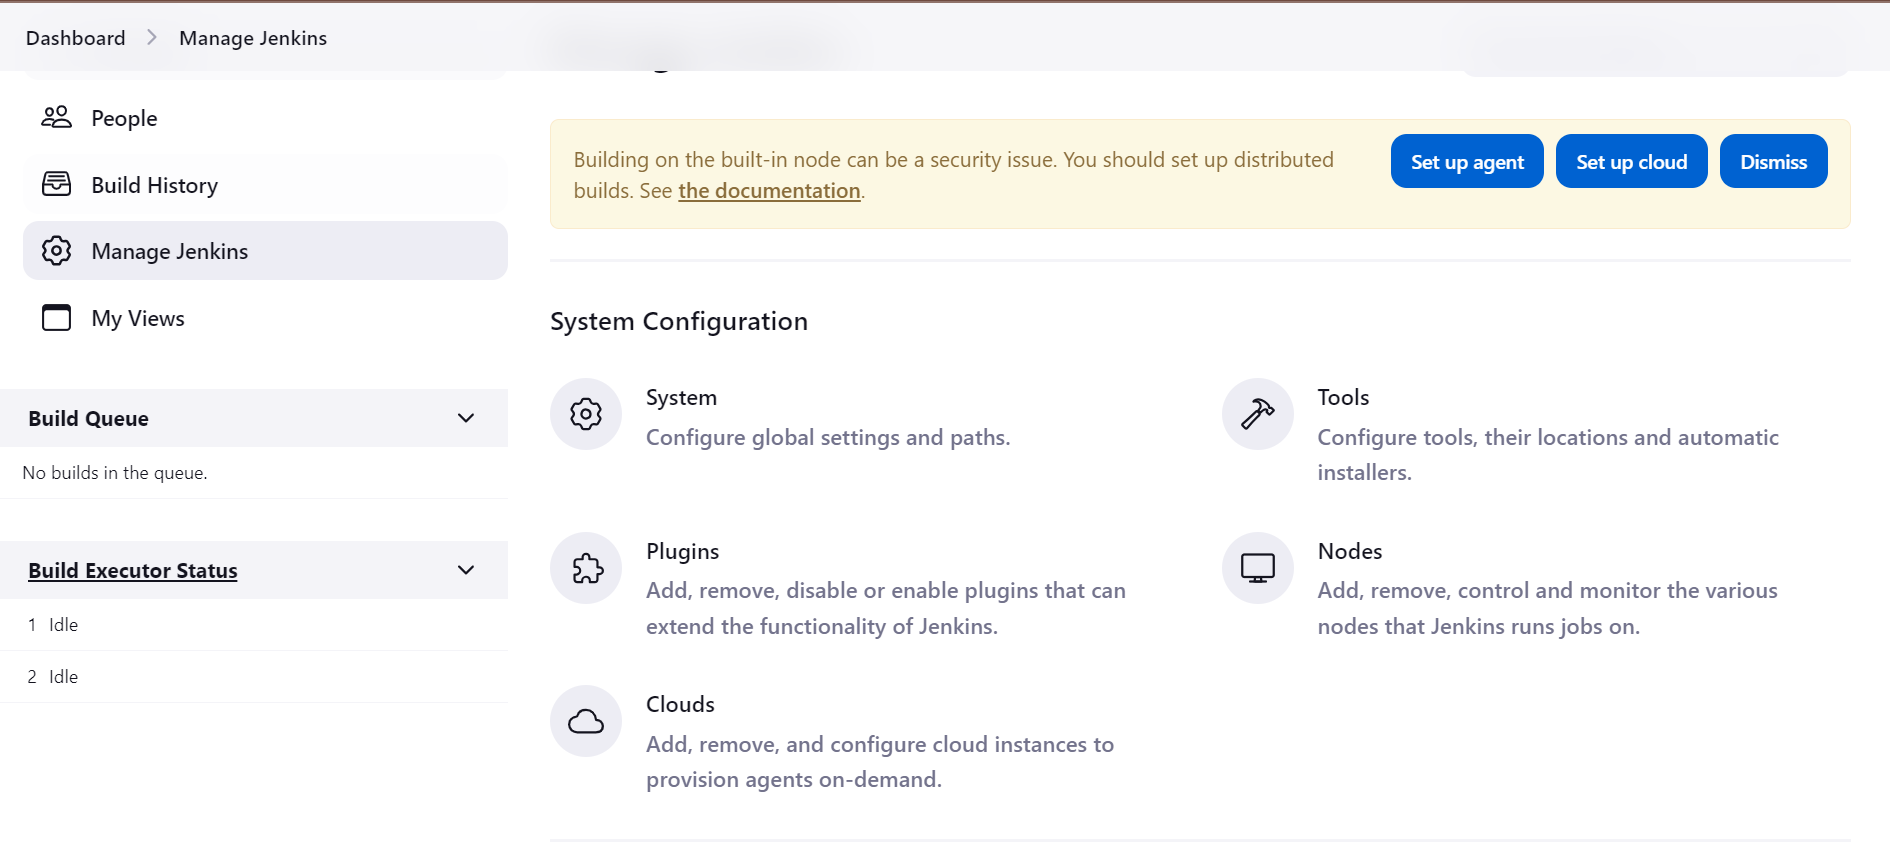 Dashboard > Manage Jenkins
People
Build History
Manage Jenkins
My Views
Build Queue
No builds in the queue.
Build Executor Status
1 Idle
2 Idle
Building on the built-in node can be a security issue. You should set up distributed
builds. See the documentation.
Set up agent
Set up cloud
Dismiss
System Configuration
System
Configure global settings and paths.
Tools
Configure tools, their locations and automatic
installers.
Plugins
Add, remove, disable or enable plugins that can
extend the functionality of Jenkins.
Nodes
Add, remove, control and monitor the various
nodes that Jenkins runs jobs on.
Clouds
Add, remove, and configure cloud instances to
provision agents on-demand.